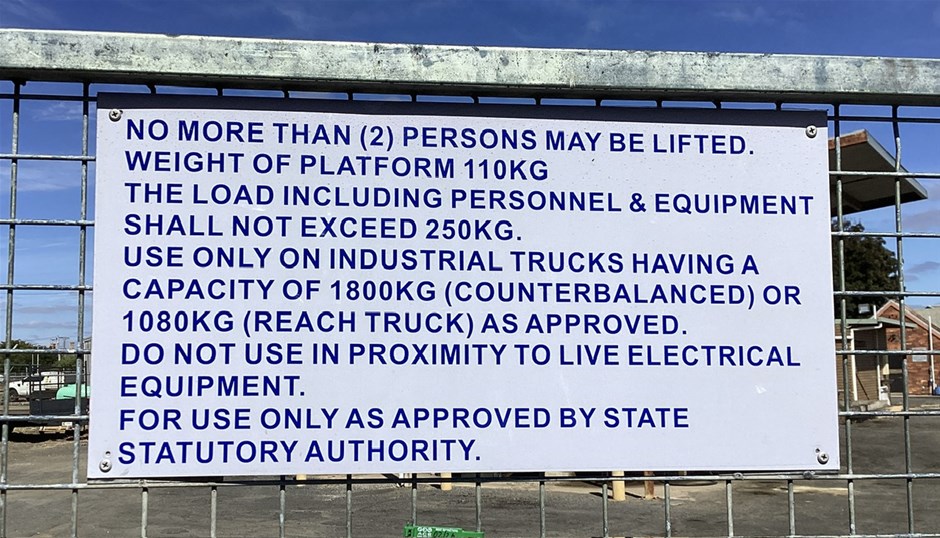 NO MORE THAN (2) PERSONS MAY BE LIFTED.
WEIGHT OF PLATFORM 110KG
THE LOAD INCLUDING PERSONNEL & EQUIPMENT
SHALL NOT EXCEED 250KG.
USE ONLY ON INDUSTRIAL TRUCKS HAVING A
CAPACITY OF 1800KG (COUNTERBALANCED) OR
1080KG (REACH TRUCK) AS APPROVED.
DO NOT USE IN PROXIMITY TO LIVE ELECTRICAL
EQUIPMENT.
FOR USE ONLY AS APPROVED BY STATE
STATUTORY AUTHORITY.